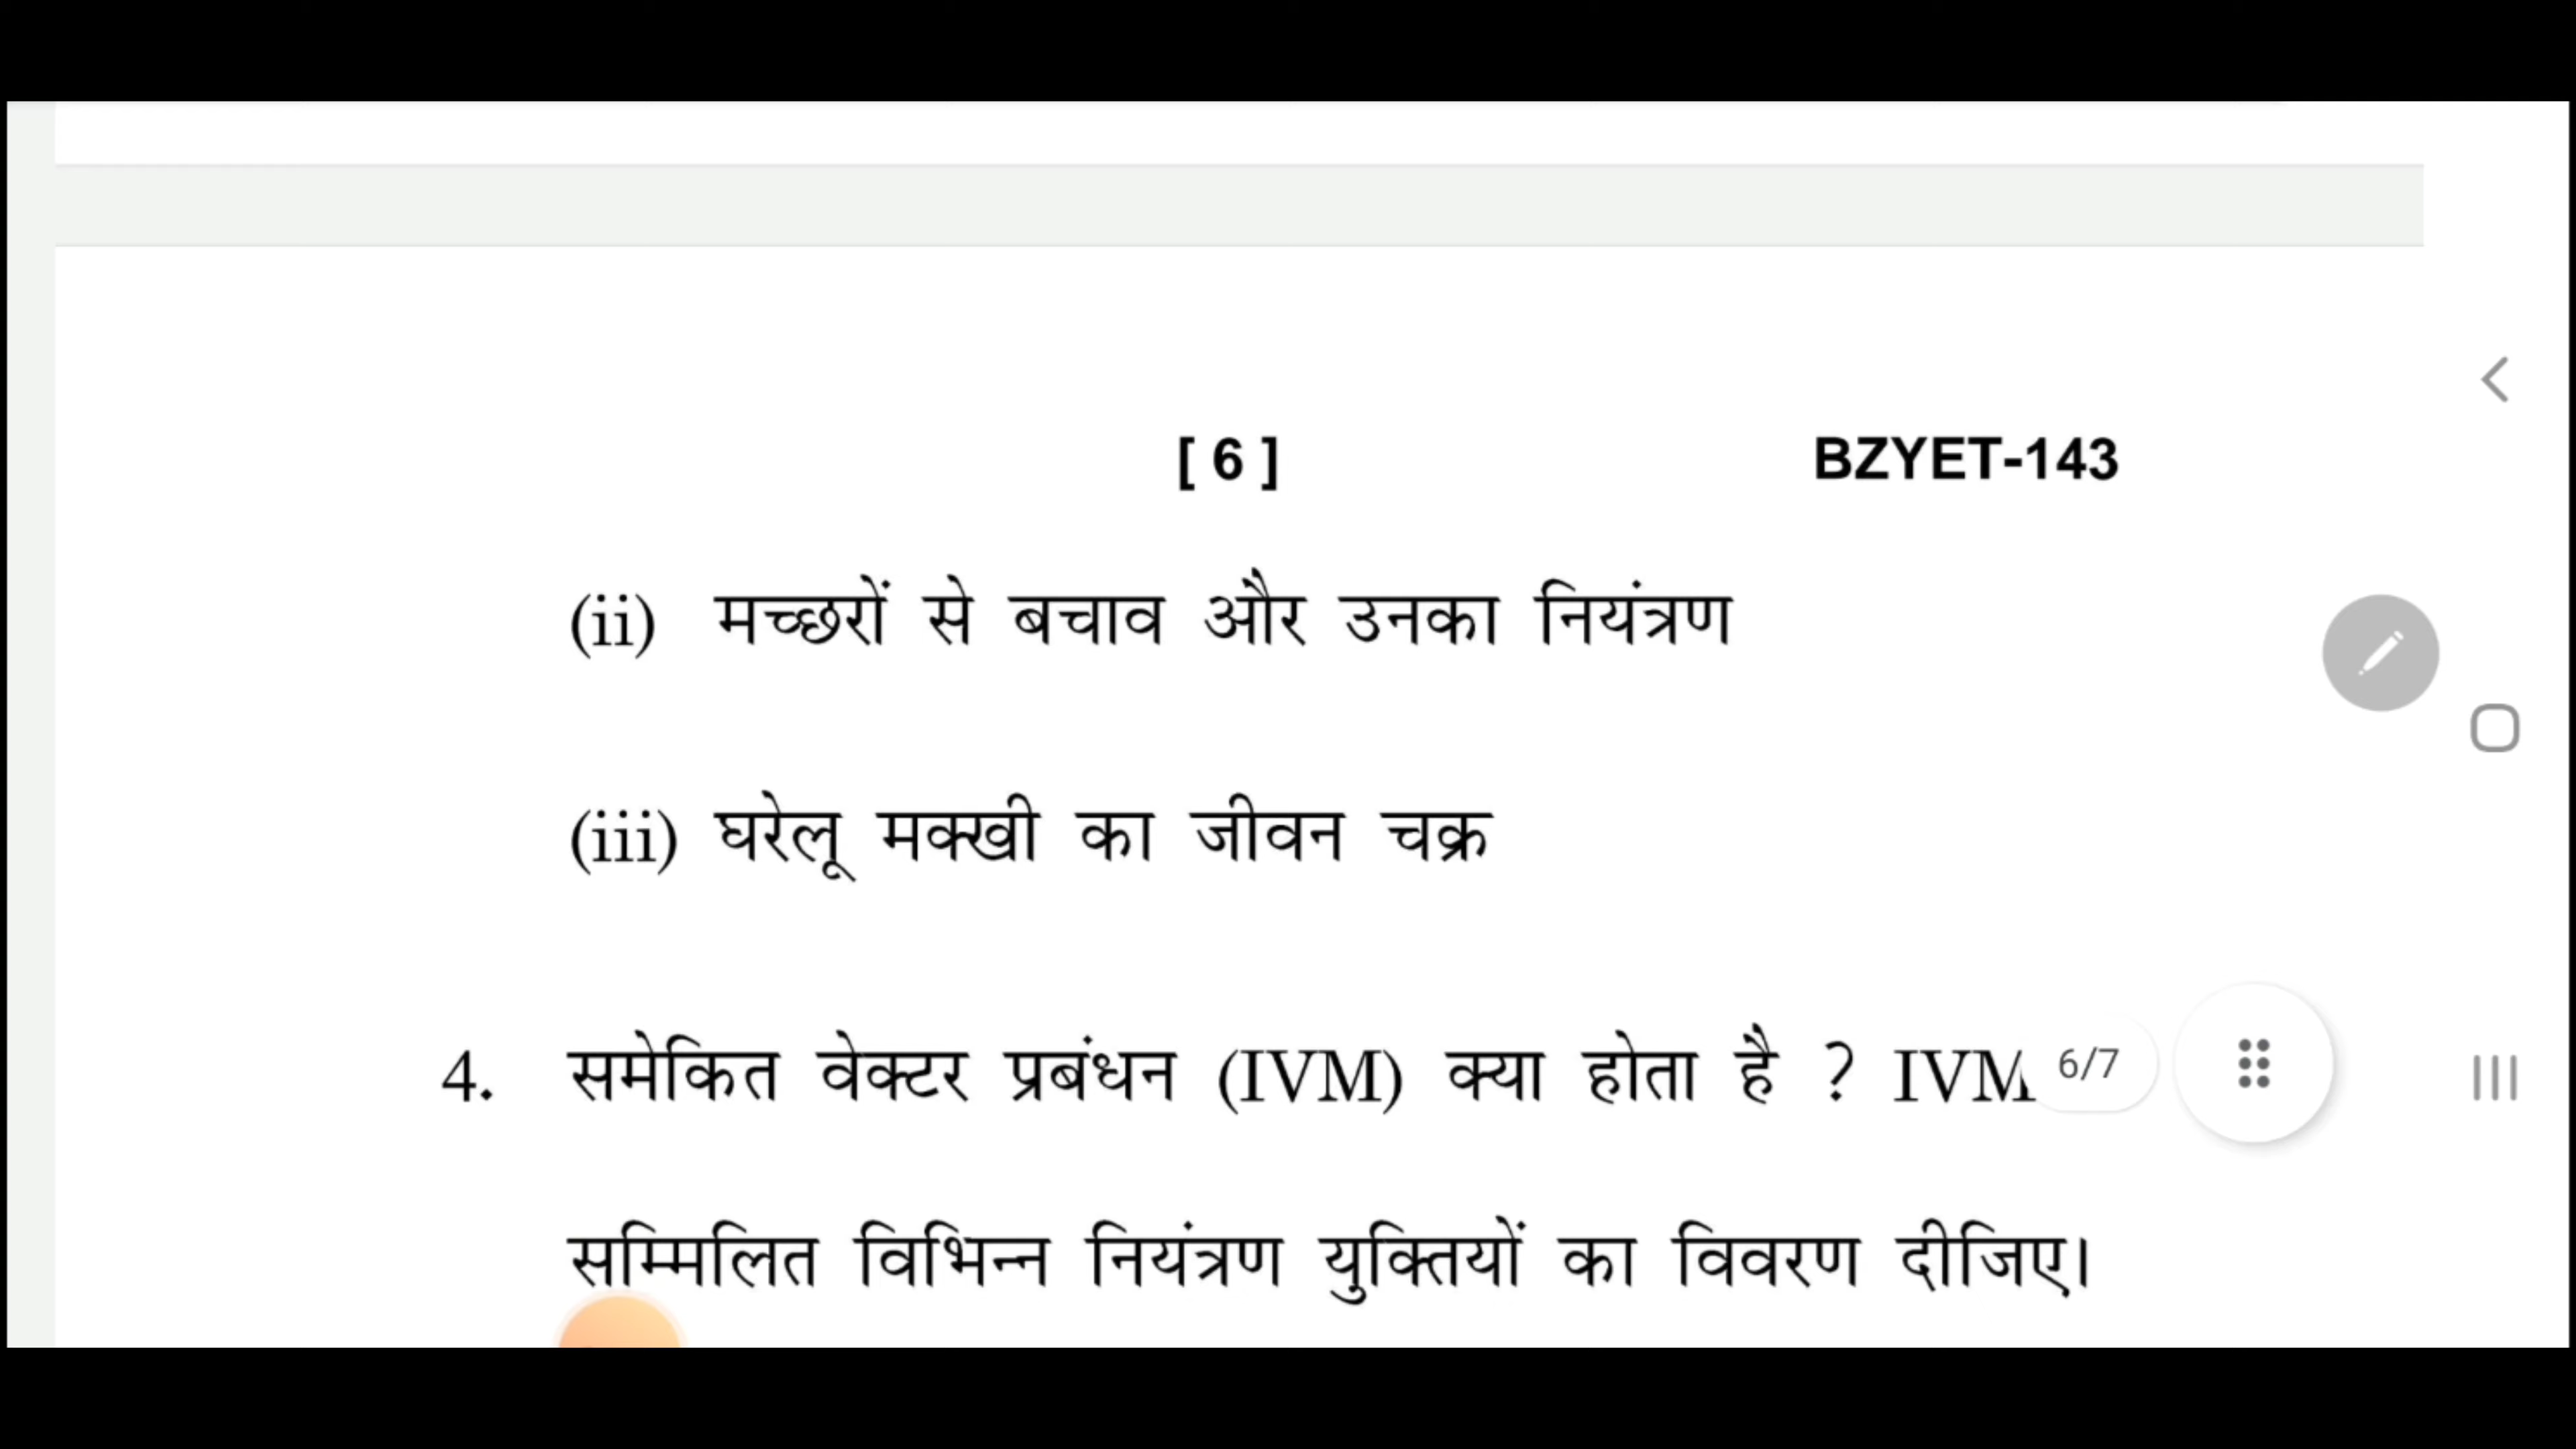 [ 6 ] BZYET-143
(ii) मच्छरों से बचाव और उनका नियंत्रण
(iii) घरेलू मक्खी का जीवन चक्र
4. समेकित वेक्टर प्रबंधन (IVM) क्या होता है ? IVM 6/7
सम्मिलित विभिन्न नियंत्रण युक्तियों का विवरण दीजिए।